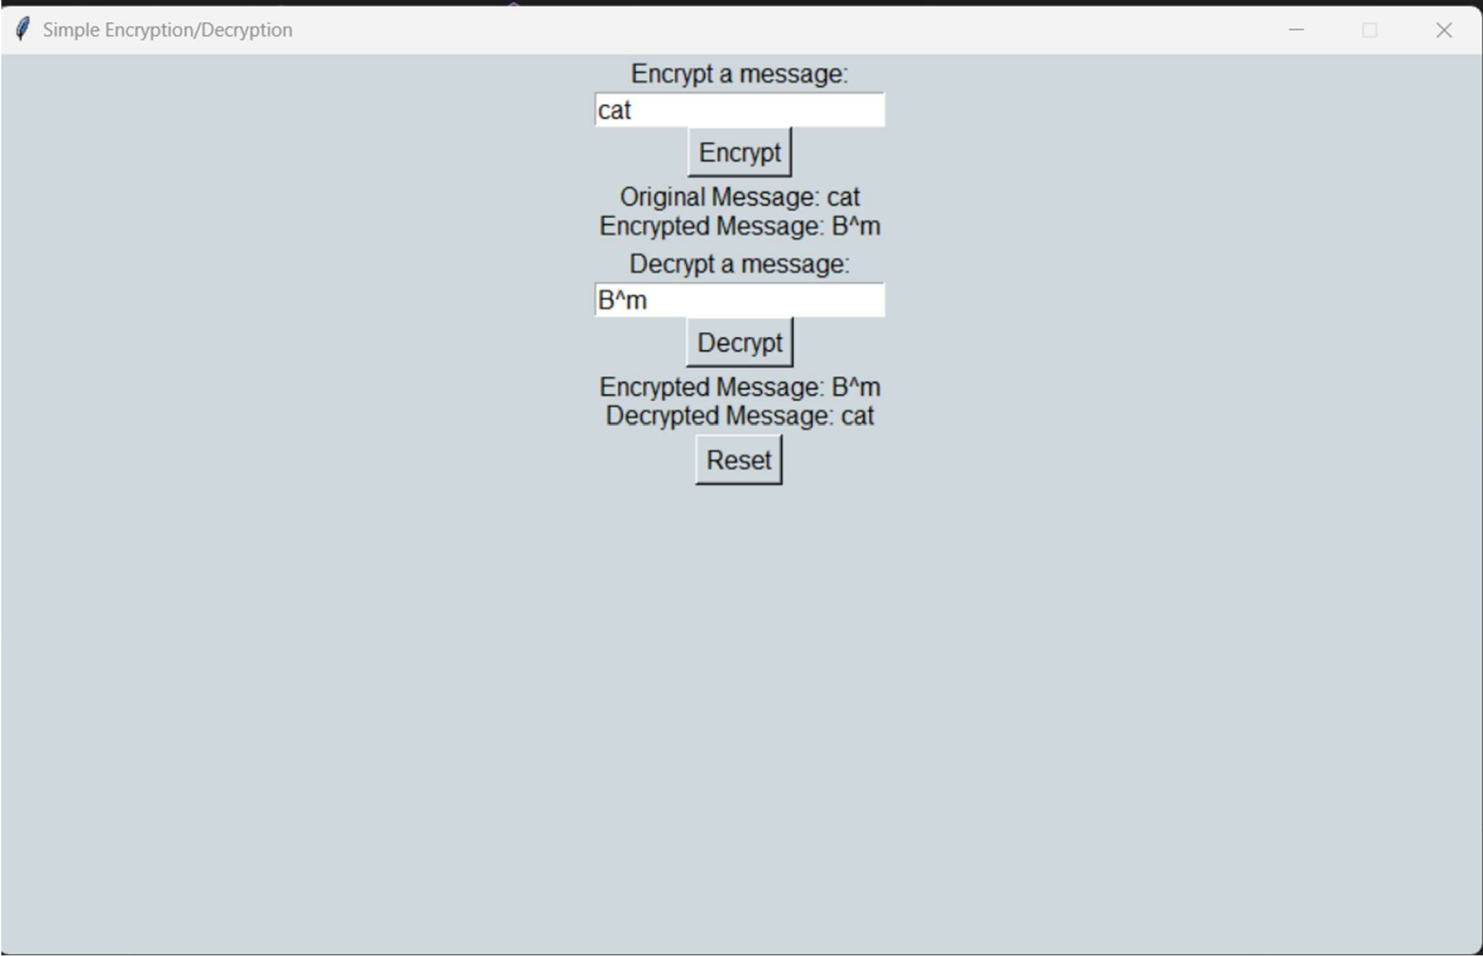 Simple Encryption/Decryption
Encrypt a message:
cat
Encrypt
Original Message: cat
Encrypted Message: B^m
Decrypt a message:
B^m
Decrypt
Encrypted Message: B^m
Decrypted Message: cat
Reset